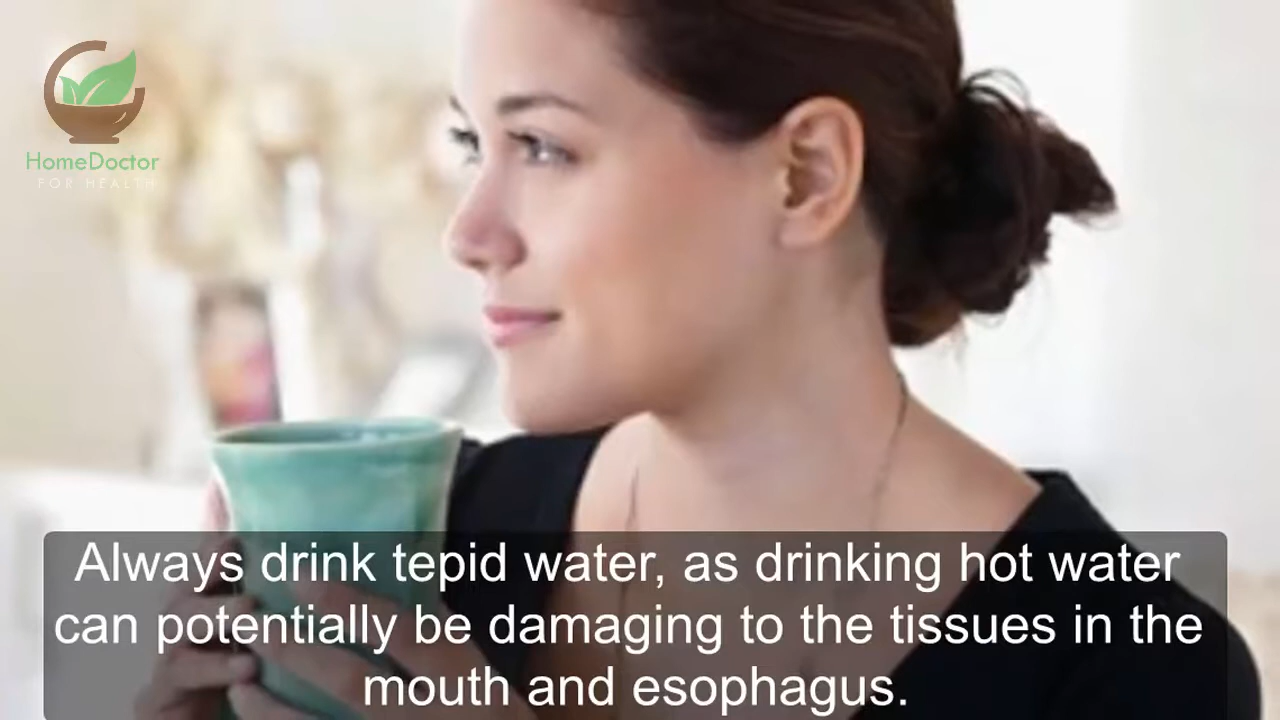 HomeDoctor
FOR HEALTH
Always drink tepid water, as drinking hot water
can potentially be damaging to the tissues in the
mouth and esophagus.